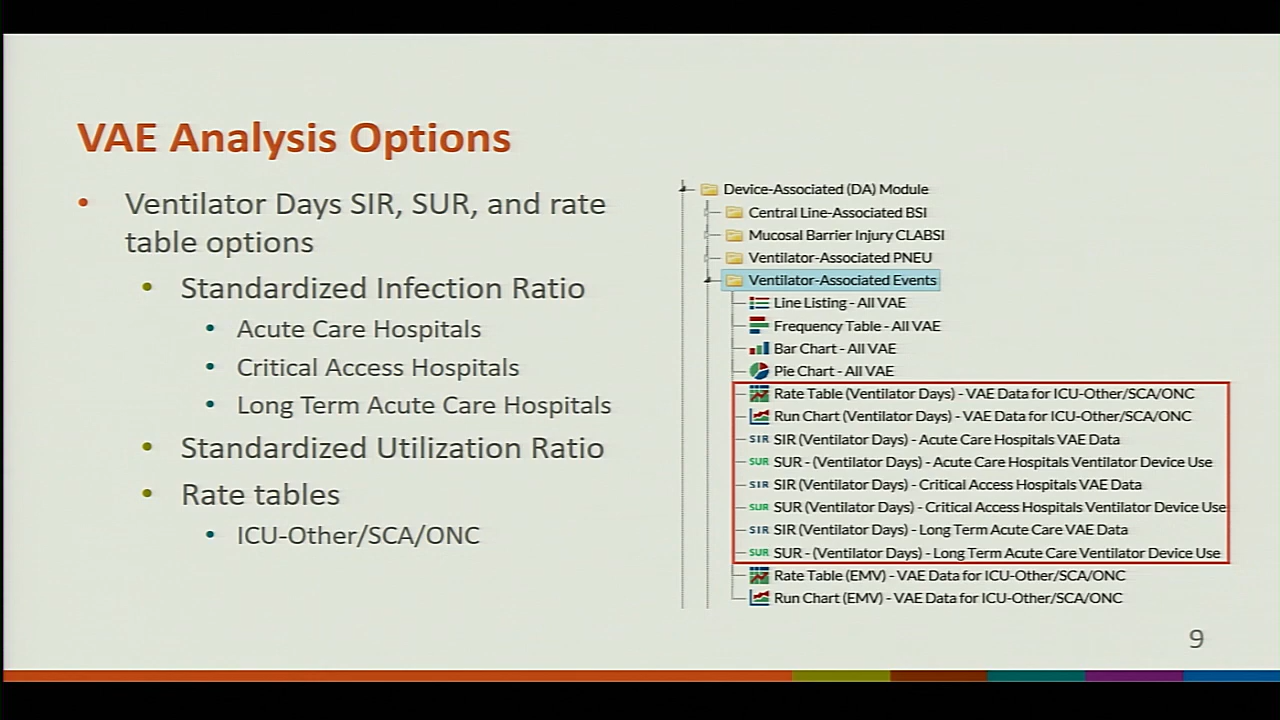 VAE Analysis Options
• Ventilator Days SIR, SUR, and rate
table options
• Standardized Infection Ratio
• Acute Care Hospitals
• Critical Access Hospitals
• Long Term Acute Care Hospitals
• Standardized Utilization Ratio
• Rate tables
• ICU-Other/SCA/ONC
Device-Associated (DA) Module
Central Line-Associated BSI
Mucosal Barrier Injury CLABSI
Ventilator-Associated PNEU
Ventilator-Associated Events
Line Listing - All VAE
Frequency Table - All VAE
Bar Chart - All VAE
Pie Chart - All VAE
Rate Table (Ventilator Days) - VAE Data for ICU-Other/SCA/ONC
Run Chart (Ventilator Days) - VAE Data for ICU-Other/SCA/ONC
SIR SIR (Ventilator Days) - Acute Care Hospitals VAE Data
SUR SUR - (Ventilator Days) - Acute Care Hospitals Ventilator Device Use
SIR SIR (Ventilator Days) - Critical Access Hospitals VAE Data
SUR SUR (Ventilator Days) - Critical Access Hospitals Ventilator Device Use
SIR SIR (Ventilator Days) - Long Term Acute Care VAE Data
SUR SUR - (Ventilator Days) - Long Term Acute Care Ventilator Device Use
Rate Table (EMV) - VAE Data for ICU-Other/SCA/ONC
Run Chart (EMV) - VAE Data for ICU-Other/SCA/ONC
9